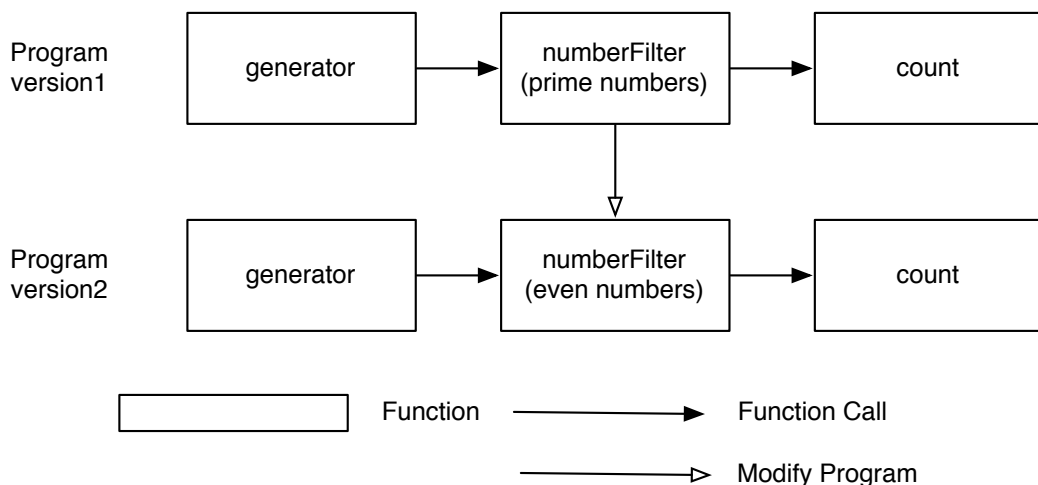 Program
version1
generator
numberFilter
(prime numbers)
count
Program
version2
generator
numberFilter
(even numbers)
count
Function
Function Call
Modify Program